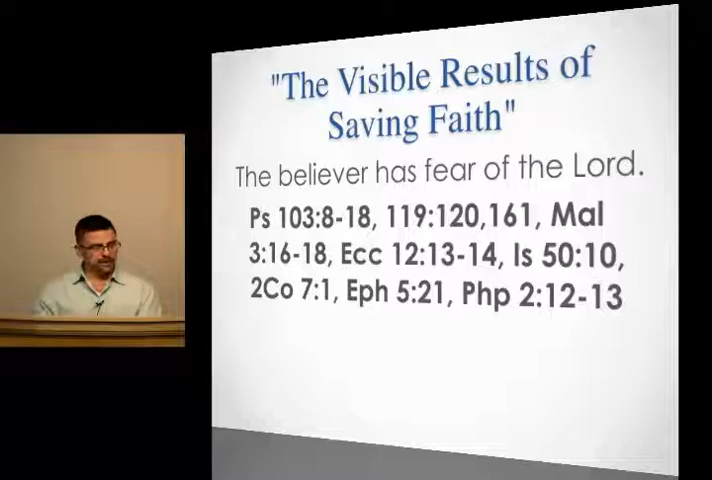 "The Visible Results of
Saving Faith"
The believer has fear of the Lord.
Ps 103:8-18, 119:120,161, Mal
3:16-18, Ecc 12:13-14, Is 50:10,
2Co 7:1, Eph 5:21, Php 2:12-13